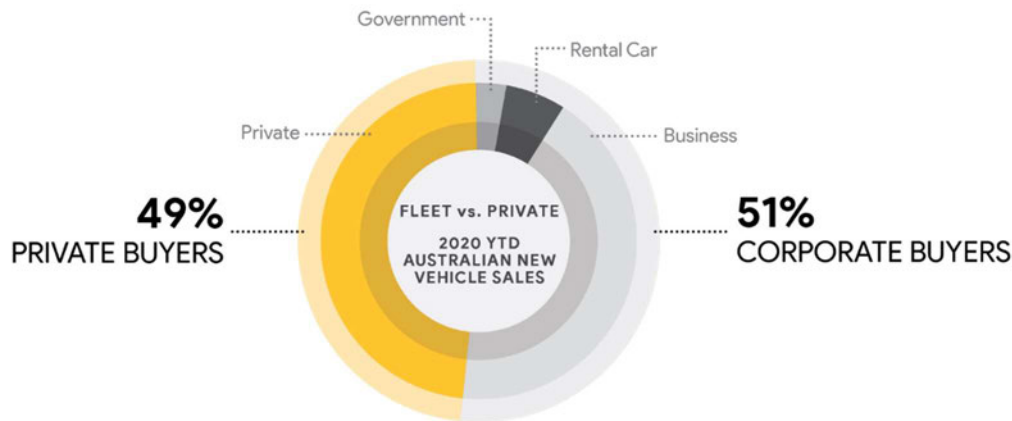 Government
Rental Car
Private
Business
49%
PRIVATE BUYERS
FLEET vs. PRIVATE
2020 YTD
AUSTRALIAN NEW
VEHICLE SALES
51%
CORPORATE BUYERS